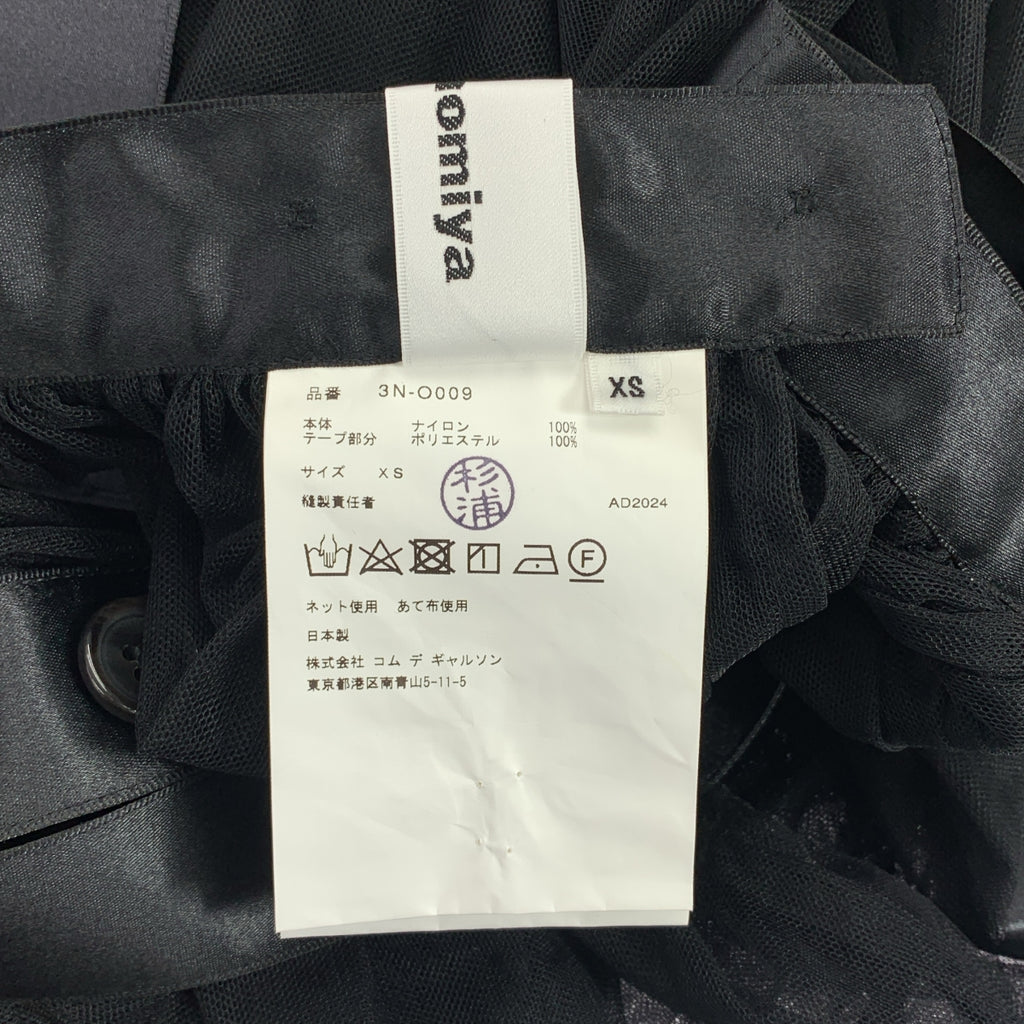 nomiya
XS
品番 3N-O009
本体 ナイロン 100%
テープ部分 ポリエステル 100%
サイズ XS
杉浦
縫製責任者 AD2024
F
ネット使用 あて布使用
日本製
株式会社 コム デ ギャルソン
東京都港区南青山5-11-5